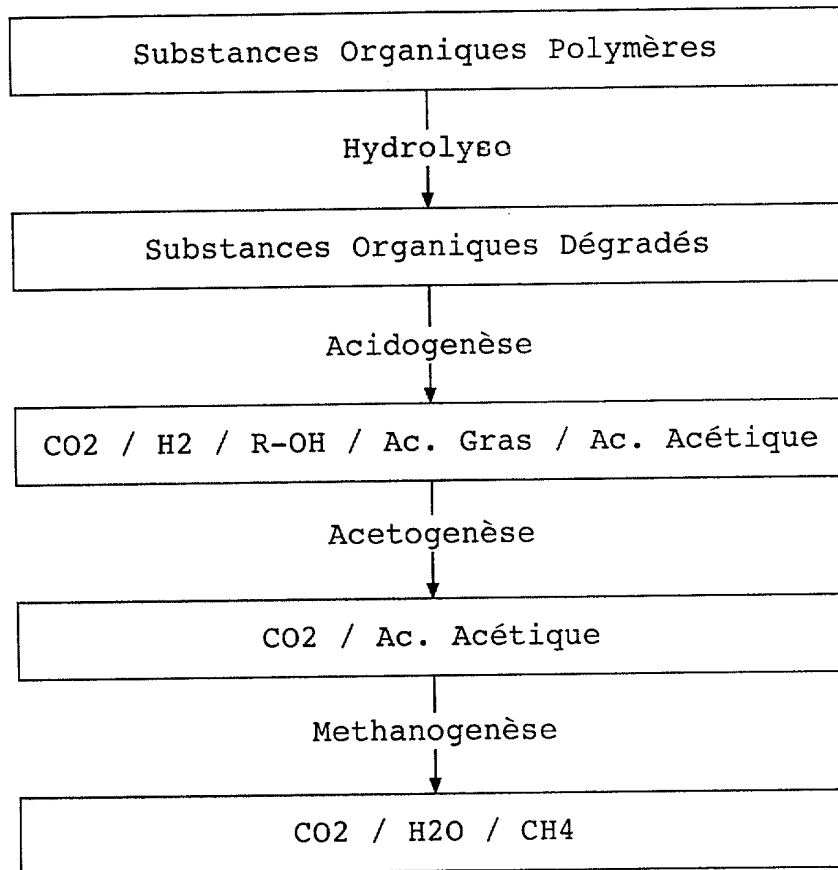 Substances Organiques Polymères
Hydrolyso
Substances Organiques Dégradés
Acidogenèse
CO2 / H2 / R-OH / Ac. Gras / Ac. Acétique
Acetogenèse
CO2 / Ac. Acétique
Methanogenèse
CO2 / H2O / CH4